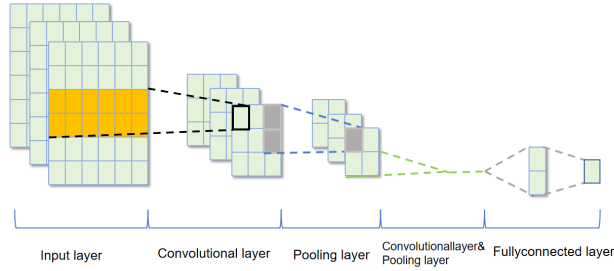 Input layer
Convolutional layer
Pooling layer
Convolutionallayer&
Pooling layer
Fullyconnected layer